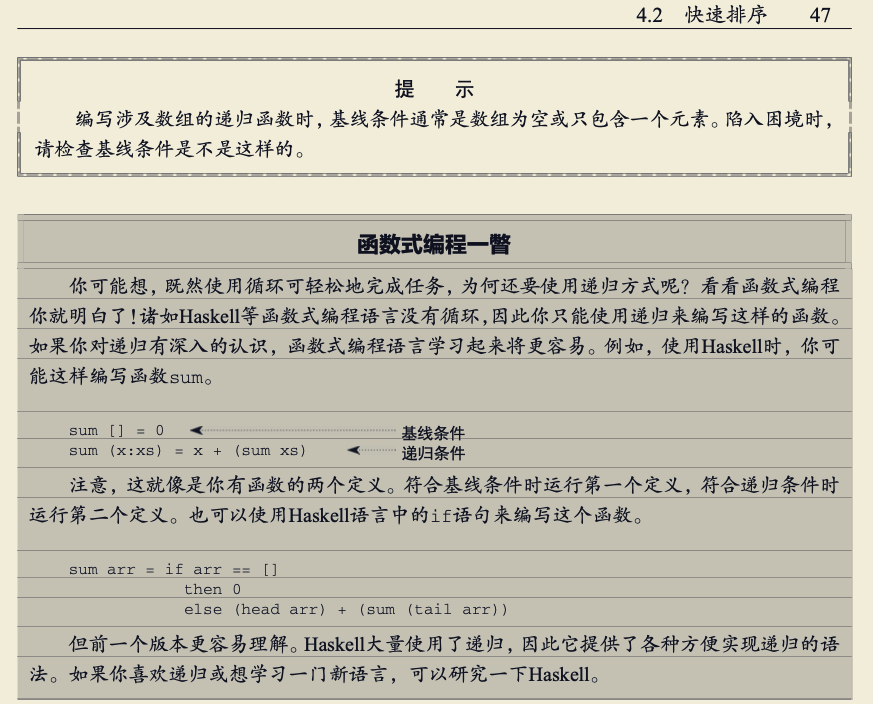 4.2 快速排序 47
提 示
编写涉及数组的递归函数时，基线条件通常是数组为空或只包含一个元素。陷入困境时，
请检查基线条件是不是这样的。
函数式编程一瞥
你可能想，既然使用循环可轻松地完成任务，为何还要使用递归方式呢？看看函数式编程
你就明白了！诸如Haskell等函数式编程语言没有循环，因此你只能使用递归来编写这样的函数。
如果你对递归有深入的认识，函数式编程语言学习起来将更容易。例如，使用Haskell时，你可
能这样编写函数sum。
sum [] = 0 基线条件
sum (x:xs) = x + (sum xs) 递归条件
注意，这就像是你有函数的两个定义。符合基线条件时运行第一个定义，符合递归条件时
运行第二个定义。也可以使用Haskell语言中的if语句来编写这个函数。
sum arr = if arr == []
then 0
else (head arr) + (sum (tail arr))
但前一个版本更容易理解。Haskell大量使用了递归，因此它提供了各种方便实现递归的语
法。如果你喜欢递归或想学习一门新语言，可以研究一下Haskell。